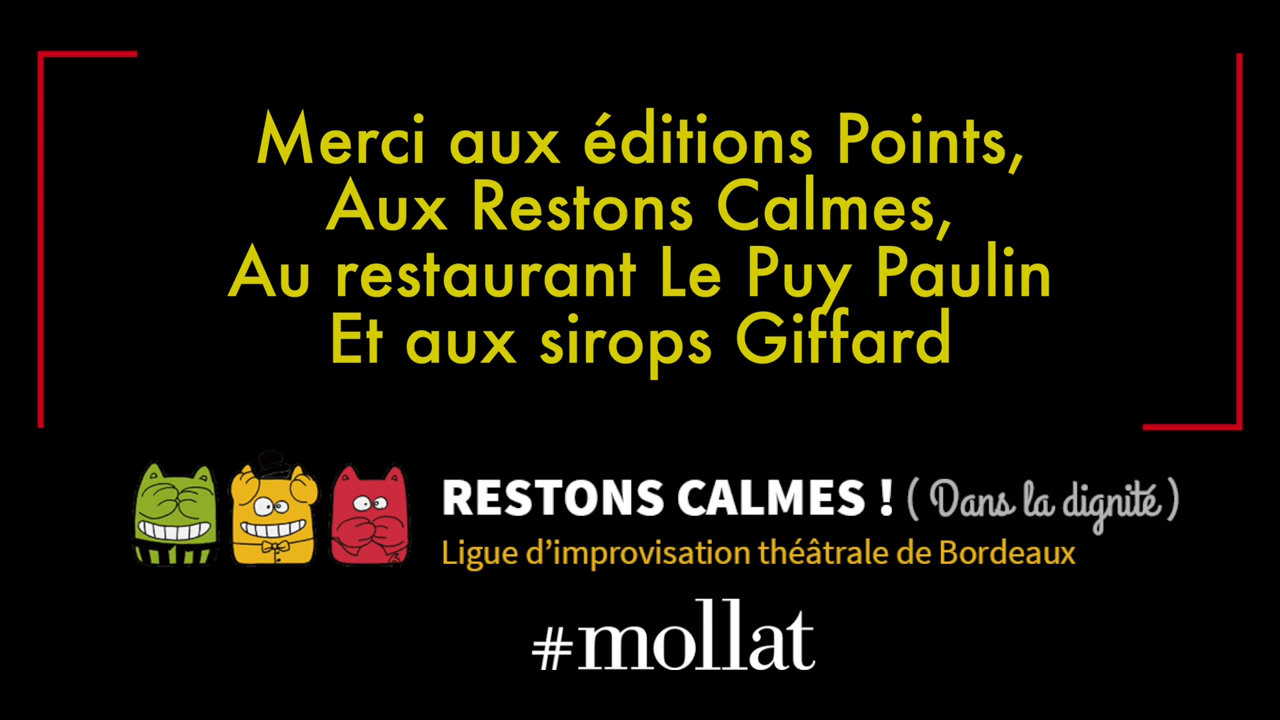 Merci aux éditions Points,
Aux Restons Calmes,
Au restaurant Le Puy Paulin
Et aux sirops Giffard
RESTONS CALMES ! ( Dans la dignité )
Ligue d’improvisation théâtrale de Bordeaux
#mollat